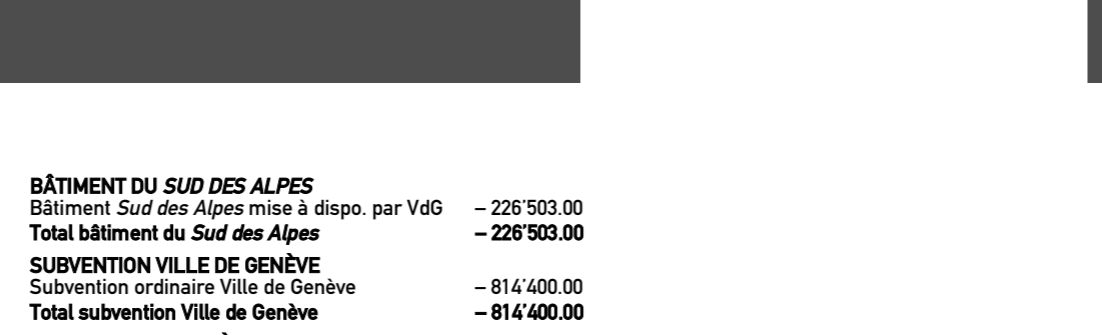 BÂTIMENT DU SUD DES ALPES
Bâtiment Sud des Alpes mise à dispo. par VdG – 226’503.00
Total bâtiment du Sud des Alpes – 226’503.00
SUBVENTION VILLE DE GENÈVE
Subvention ordinaire Ville de Genève – 814’400.00
Total subvention Ville de Genève – 814’400.00